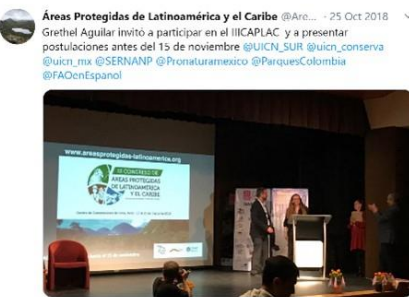 Áreas Protegidas de Latinoamérica y el Caribe @Are... · 25 Oct 2018
Grethel Aguilar invitó a participar en el IIICAPLAC y a presentar
postulaciones antes del 15 de noviembre @UICN_SUR @uicn_conserva
@uicn_mx @SERNANP @Pronaturamexico @ParquesColombia
@FAOenEspanol
www.areasprotegidas-latinoamerica.org
III CONGRESO DE
ÁREAS PROTEGIDAS
DE LATINOAMÉRICA
Y EL CARIBE